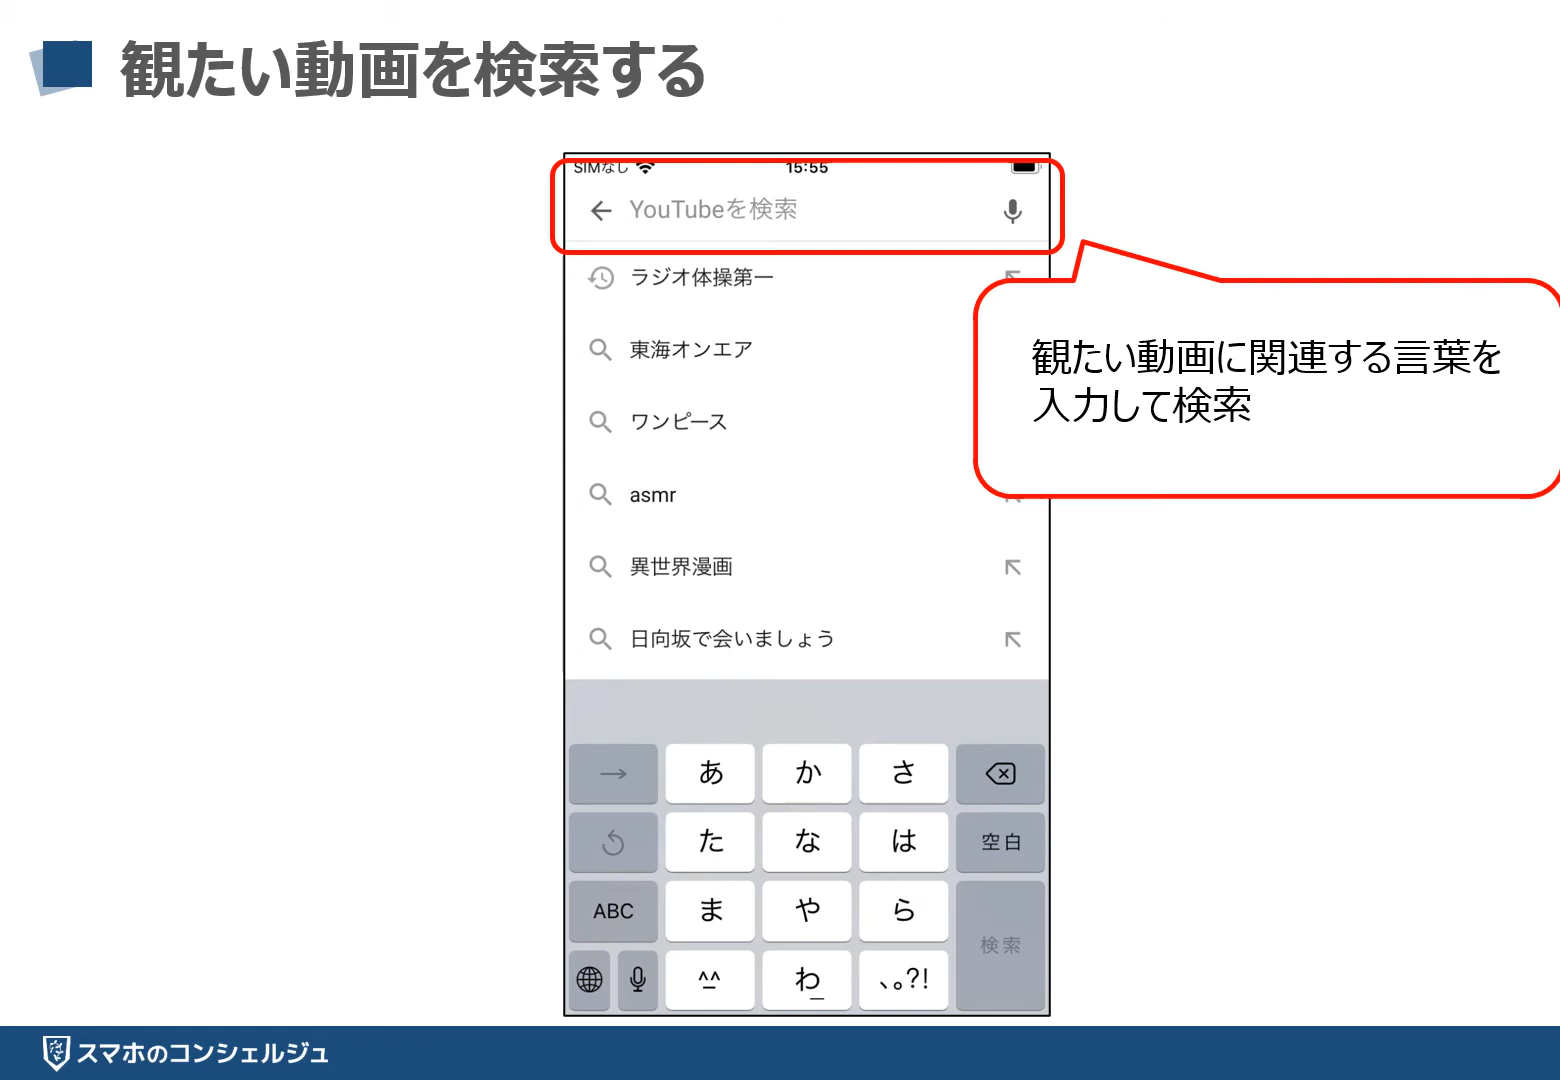 観たい動画を検索する
SIMなし 15:55
YouTubeを検索
ラジオ体操第一
東海オンエア
ワンピース
asmr
異世界漫画
日向坂で会いましょう
観たい動画に関連する言葉を
入力して検索
→ あ か さ
た な は 空白
ABC ま や ら
検索
^_^ わ_ 、。?!
スマホのコンシェルジュ